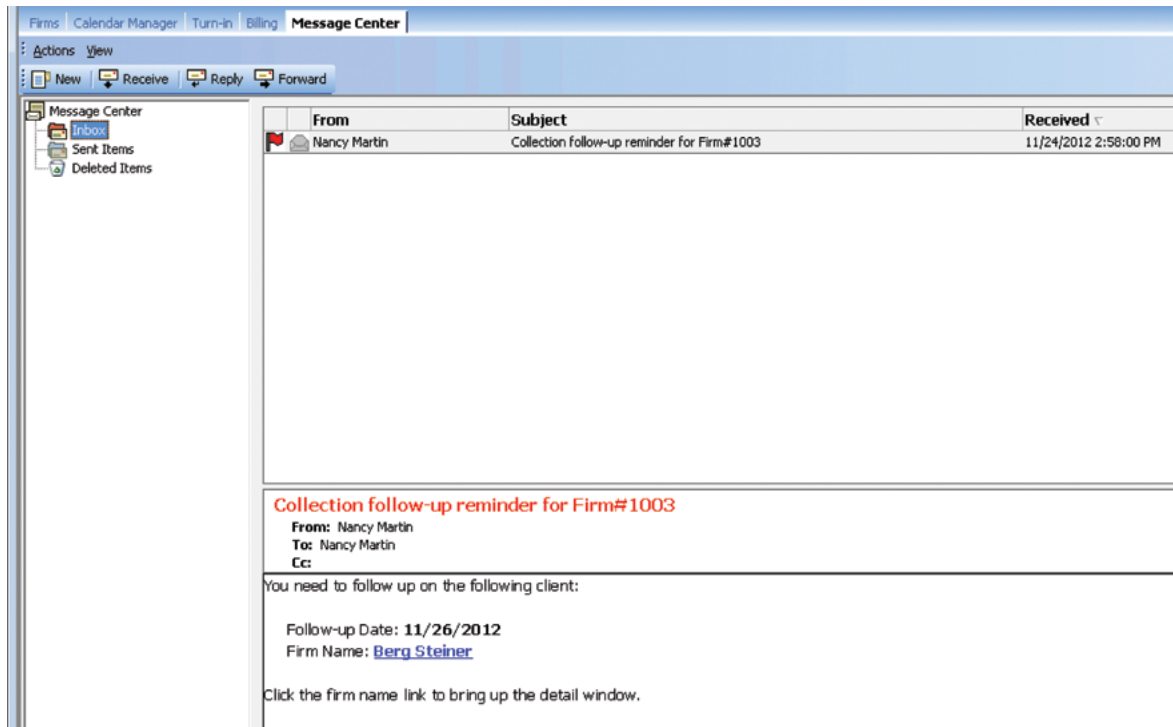 Firms Calendar Manager Turn-in Billing Message Center
Actions View
New Receive Reply Forward
Message Center
Inbox
Sent Items
Deleted Items
From Subject Received
Nancy Martin Collection follow-up reminder for Firm#1003 11/24/2012 2:58:00 PM
Collection follow-up reminder for Firm#1003
From: Nancy Martin
To: Nancy Martin
Cc:
You need to follow up on the following client:
Follow-up Date: 11/26/2012
Firm Name: Berg Steiner
Click the firm name link to bring up the detail window.